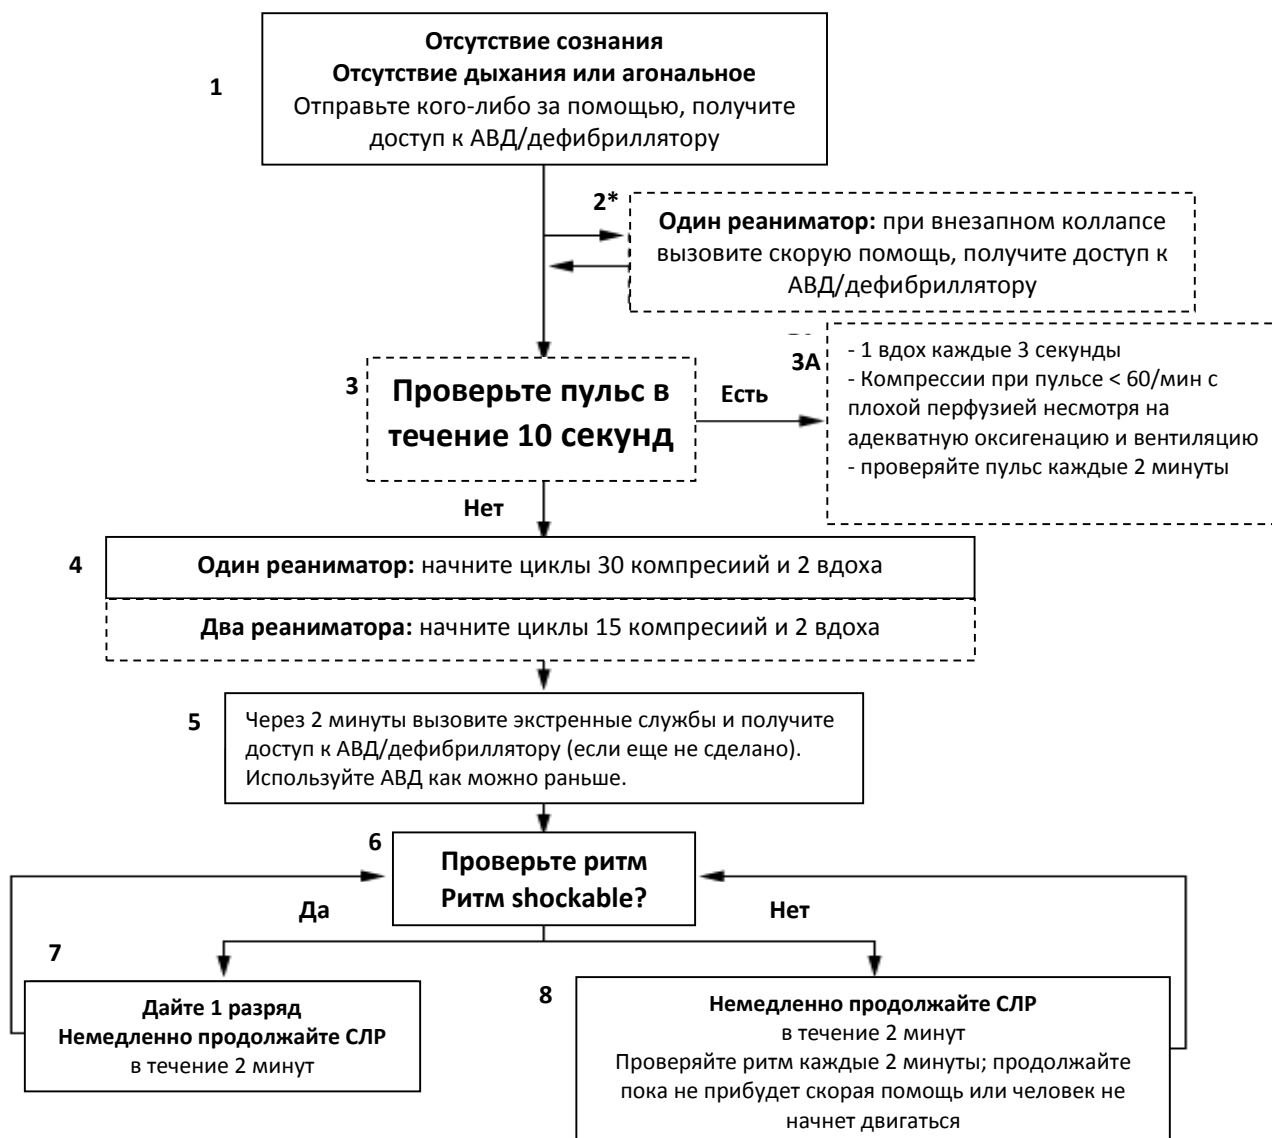 1
Отсутствие сознания
Отсутствие дыхания или агональное
Отправьте кого-либо за помощью, получите
доступ к АВД/дефибриллятору
2*
Один реаниматор: при внезапном коллапсе
вызовите скорую помощь, получите доступ к
АВД/дефибриллятору
3
Проверьте пульс в
течение 10 секунд
Есть
3А
- 1 вдох каждые 3 секунды
- Компрессии при пульсе < 60/мин с
плохой перфузией несмотря на
адекватную оксигенацию и вентиляцию
- проверяйте пульс каждые 2 минуты
Нет
4
Один реаниматор: начните циклы 30 компресиий и 2 вдоха
Два реаниматора: начните циклы 15 компресиий и 2 вдоха
5
Через 2 минуты вызовите экстренные службы и получите
доступ к АВД/дефибриллятору (если еще не сделано).
Используйте АВД как можно раньше.
6
Проверьте ритм
Ритм shockable?
Да
Нет
7
Дайте 1 разряд
Немедленно продолжайте СЛР
в течение 2 минут
8
Немедленно продолжайте СЛР
в течение 2 минут
Проверяйте ритм каждые 2 минуты; продолжайте
пока не прибудет скорая помощь или человек не
начнет двигаться